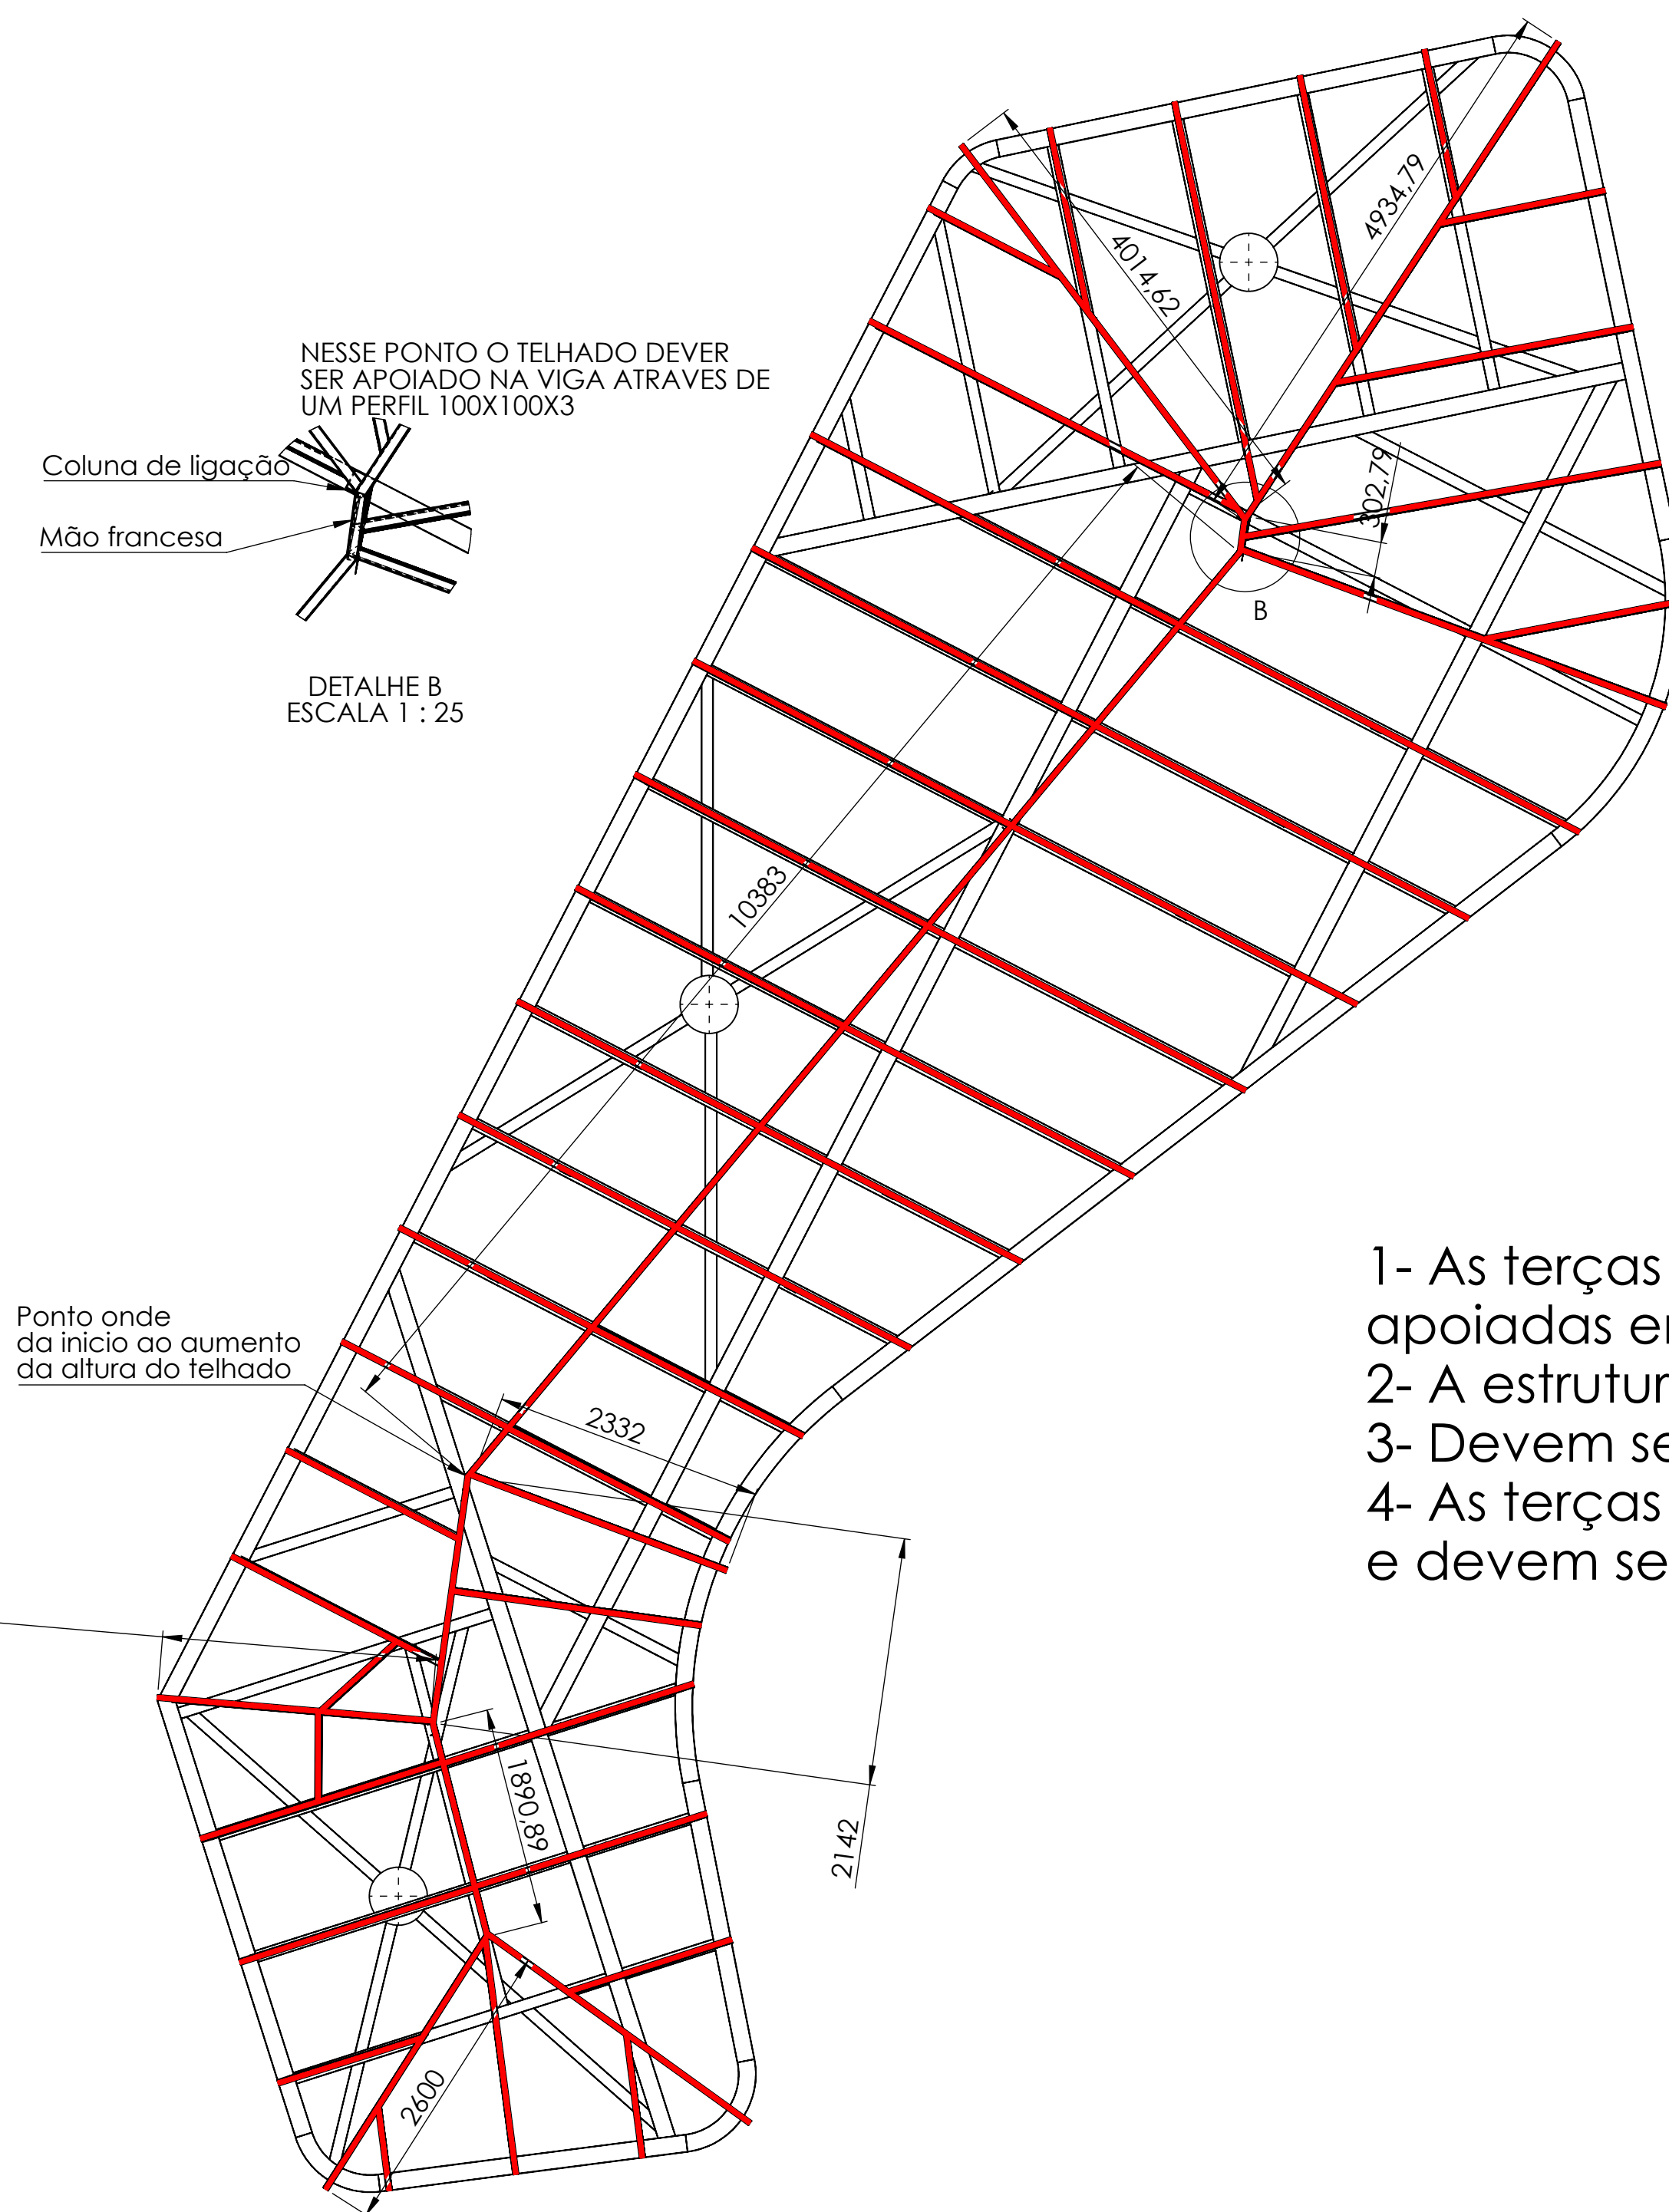 4934,79
4014,62
NESSE PONTO O TELHADO DEVER
SER APOIADO NA VIGA ATRAVES DE
UM PERFIL 100X100X3
Coluna de ligação
Mão francesa
302,79
B
DETALHE B
ESCALA 1 : 25
10383
1- As terças
apoiadas e
2- A estrutu
3- Devem se
4- As terças
e devem se
Ponto onde
da inicio ao aumento
da altura do telhado
2332
1890,89
2142
2600